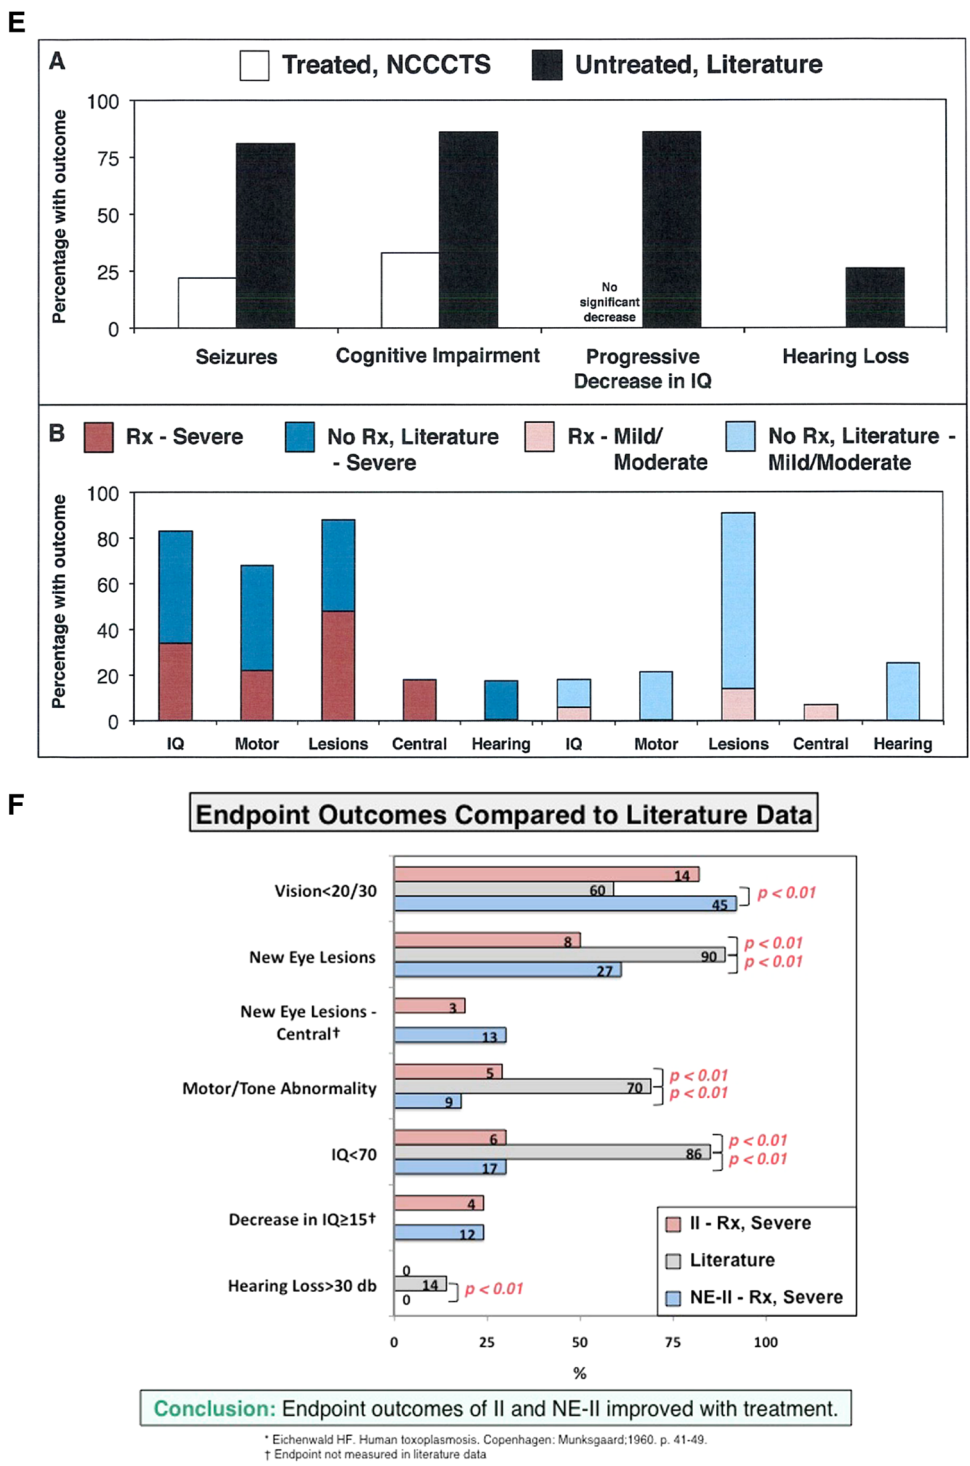 E
A
Treated, NCCCTS
Untreated, Literature
Percentage with outcome
100
75
50
25
0
No
significant
decrease
Seizures
Cognitive Impairment
Progressive
Decrease in IQ
Hearing Loss
B
Rx - Severe
No Rx, Literature
- Severe
Rx - Mild/
Moderate
No Rx, Literature -
Mild/Moderate
Percentage with outcome
100
80
60
40
20
0
IQ
Motor
Lesions
Central
Hearing
IQ
Motor
Lesions
Central
Hearing
F
Endpoint Outcomes Compared to Literature Data
Vision<20/30
14
60
45
p < 0.01
New Eye Lesions
8
90
27
p < 0.01
p < 0.01
New Eye Lesions -
Central†
3
13
Motor/Tone Abnormality
5
70
9
p < 0.01
p < 0.01
IQ<70
6
86
17
p < 0.01
p < 0.01
Decrease in IQ≥15†
4
12
Hearing Loss>30 db
0
14
0
p < 0.01
II - Rx, Severe
Literature
NE-II - Rx, Severe
0
25
50
75
100
%
Conclusion: Endpoint outcomes of II and NE-II improved with treatment.
* Eichenwald HF. Human toxoplasmosis. Copenhagen: Munksgaard;1960. p. 41-49.
† Endpoint not measured in literature data